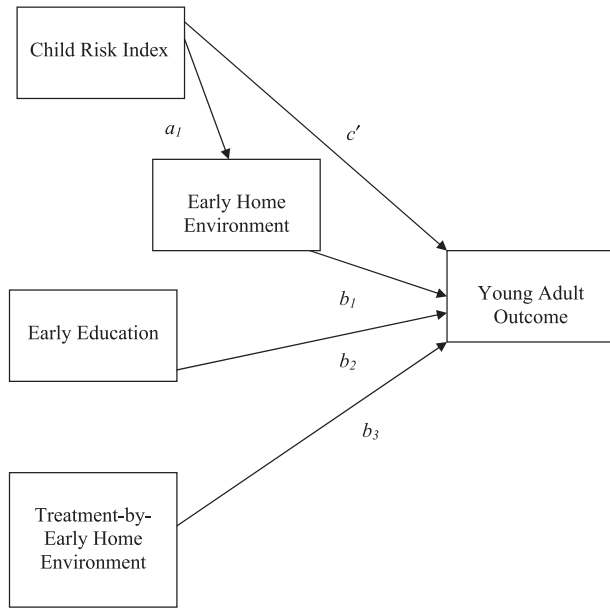 Child Risk Index
a1
c′
Early Home
Environment
Young Adult
Outcome
b1
Early Education
b2
b3
Treatment-by-
Early Home
Environment